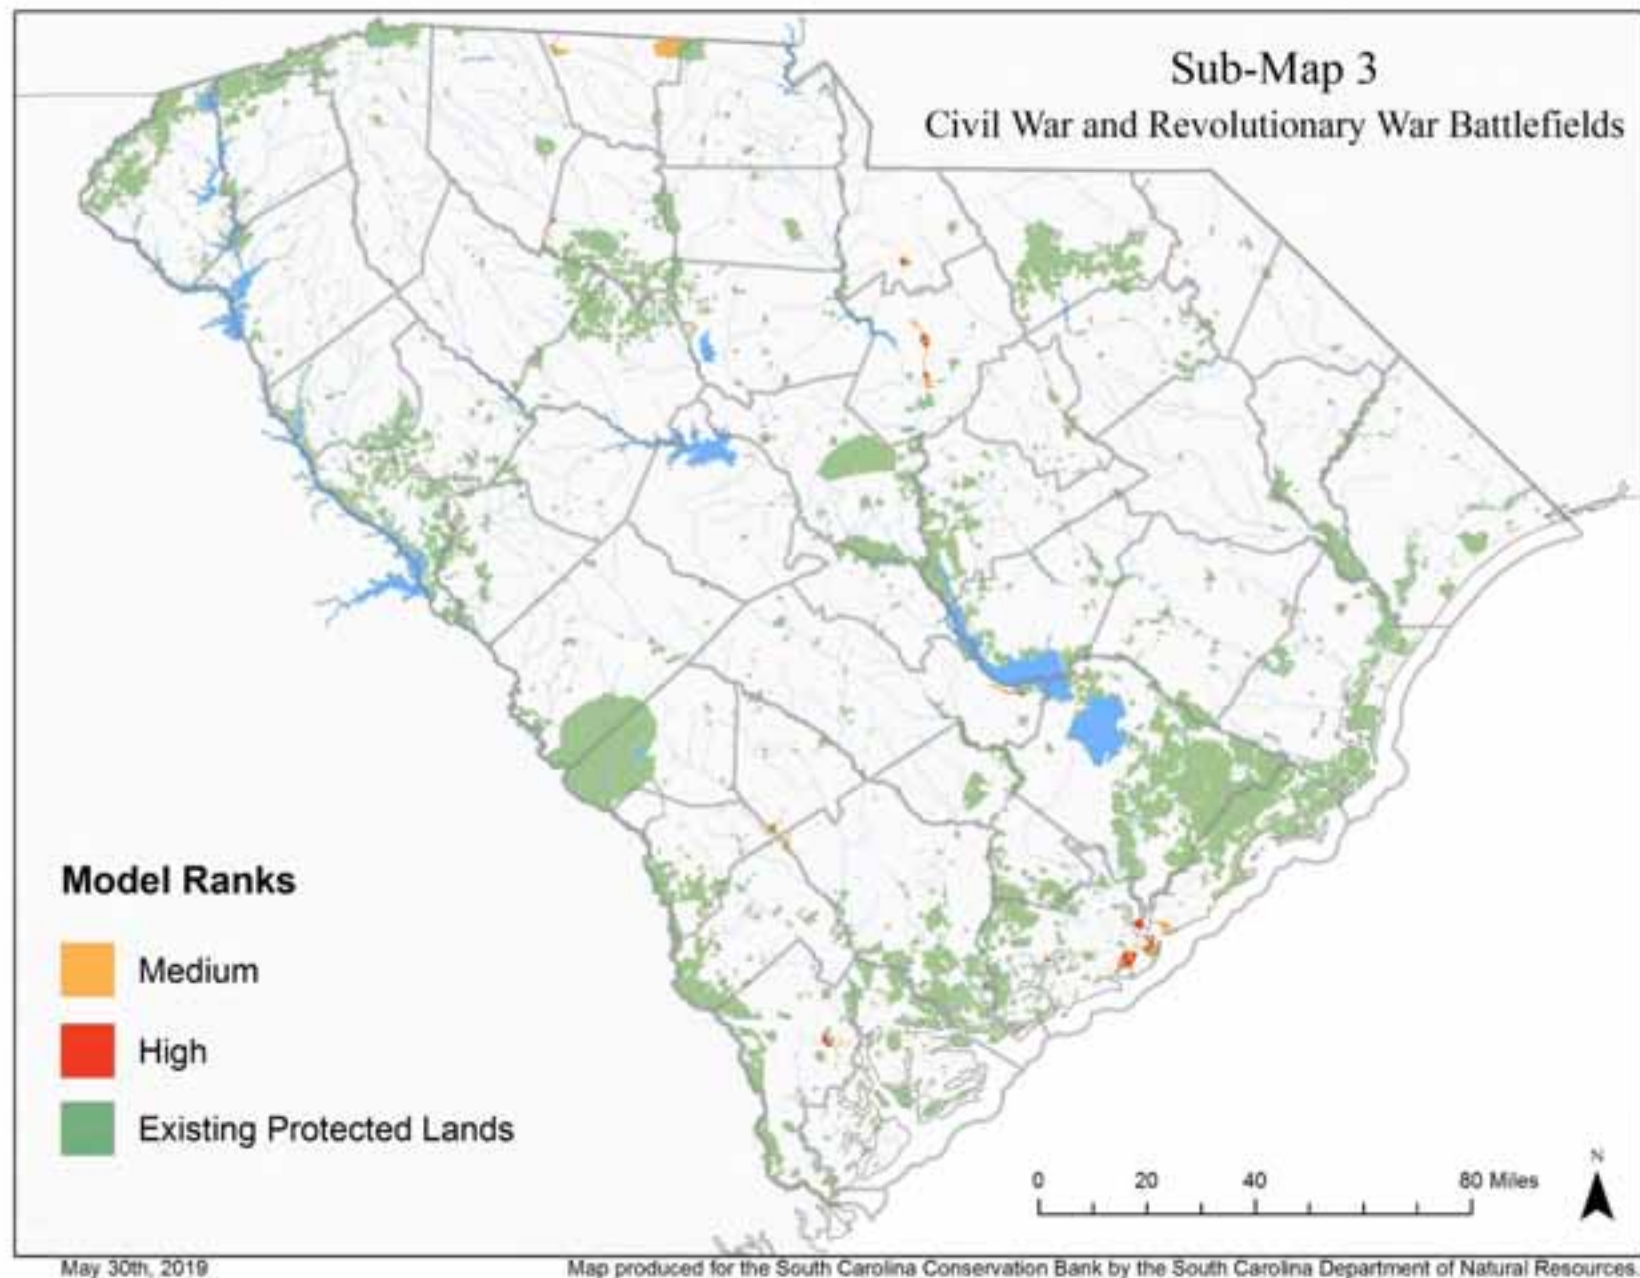 Sub-Map 3
Civil War and Revolutionary War Battlefields
Model Ranks
Medium
High
Existing Protected Lands
N
0 20 40 80 Miles
May 30th, 2019
Map produced for the South Carolina Conservation Bank by the South Carolina Department of Natural Resources.